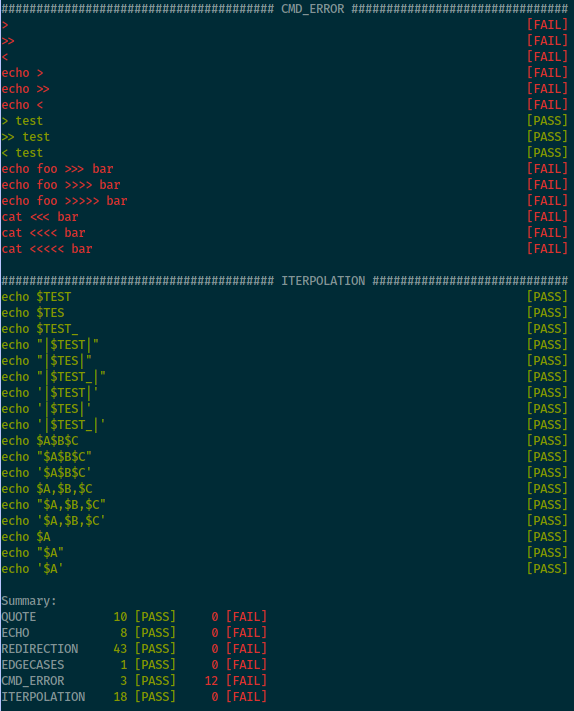 ####################################### CMD_ERROR ###############################
> [FAIL]
>> [FAIL]
< [FAIL]
echo > [FAIL]
echo >> [FAIL]
echo < [FAIL]
> test [PASS]
>> test [PASS]
< test [PASS]
echo foo >>> bar [FAIL]
echo foo >>>> bar [FAIL]
echo foo >>>>> bar [FAIL]
cat <<< bar [FAIL]
cat <<<< bar [FAIL]
cat <<<<< bar [FAIL]
####################################### ITERPOLATION ############################
echo $TEST [PASS]
echo $TES [PASS]
echo $TEST_ [PASS]
echo "|$TEST|" [PASS]
echo "|$TES|" [PASS]
echo "|$TEST_|" [PASS]
echo '|$TEST|' [PASS]
echo '|$TES|' [PASS]
echo '|$TEST_|' [PASS]
echo $A$B$C [PASS]
echo "$A$B$C" [PASS]
echo '$A$B$C' [PASS]
echo $A,$B,$C [PASS]
echo "$A,$B,$C" [PASS]
echo '$A,$B,$C' [PASS]
echo $A [PASS]
echo "$A" [PASS]
echo '$A' [PASS]
Summary:
QUOTE 10 [PASS] 0 [FAIL]
ECHO 8 [PASS] 0 [FAIL]
REDIRECTION 43 [PASS] 0 [FAIL]
EDGECASES 1 [PASS] 0 [FAIL]
CMD_ERROR 3 [PASS] 12 [FAIL]
ITERPOLATION 18 [PASS] 0 [FAIL]